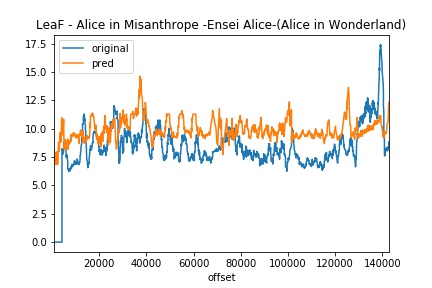 LeaF - Alice in Misanthrope -Ensei Alice-(Alice in Wonderland)
original
pred
17.5
15.0
12.5
10.0
7.5
5.0
2.5
0.0
20000 40000 60000 80000 100000 120000 140000
offset